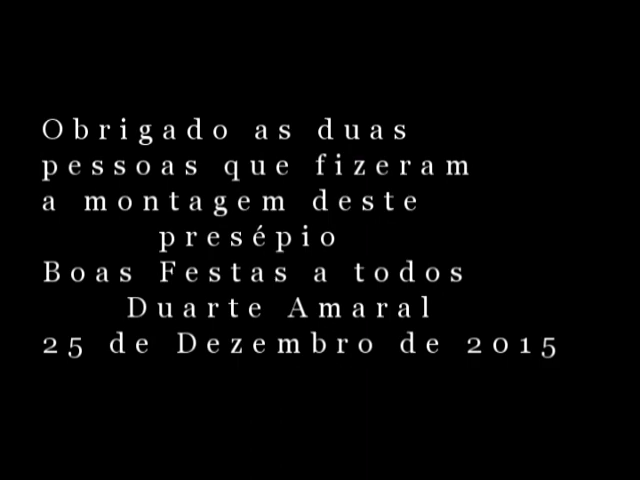 Obrigado as duas
pessoas que fizeram
a montagem deste
presépio
Boas Festas a todos
Duarte Amaral
25 de Dezembro de 2015